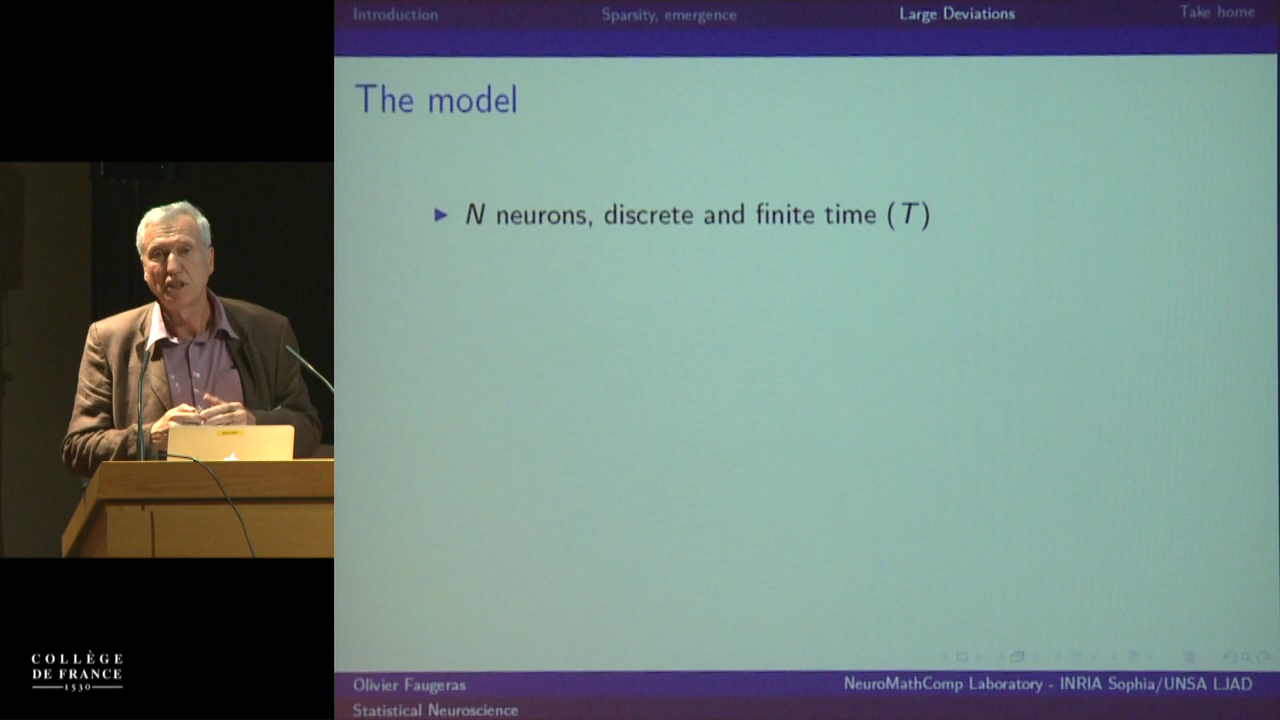 Introduction
Sparsity, emergence
Large Deviations
Take home
The model
N neurons, discrete and finite time (T)
COLLÈGE
DE FRANCE
1530
Olivier Faugeras
NeuroMathComp Laboratory - INRIA Sophia/UNSA LJAD
Statistical Neuroscience